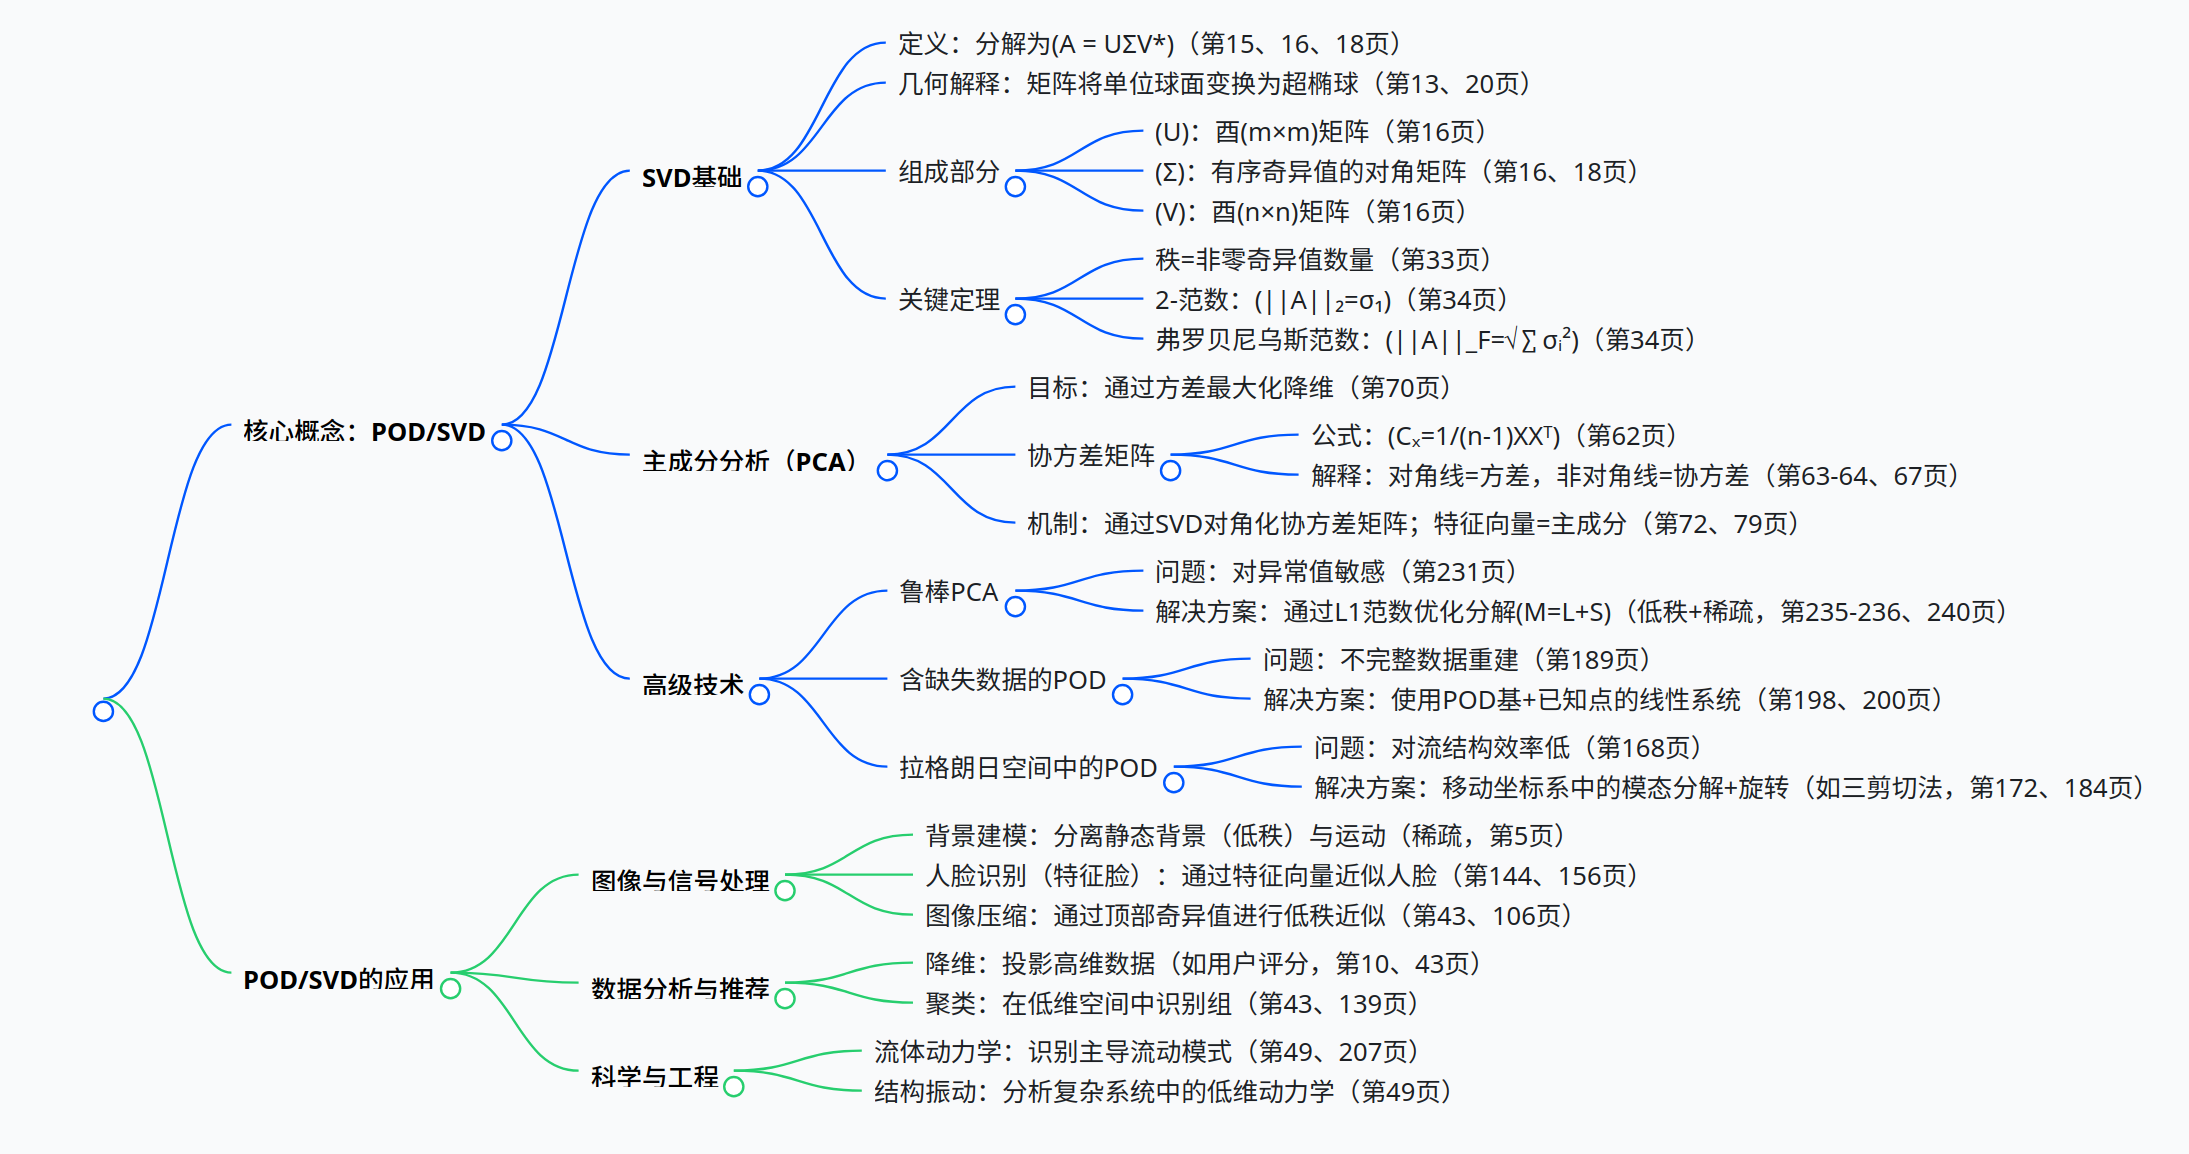 核心概念：POD/SVD
SVD基础
定义：分解为(A = UΣV*)（第15、16、18页）
几何解释：矩阵将单位球面变换为超椭球（第13、20页）
组成部分
(U)：酉(m×m)矩阵（第16页）
(Σ)：有序奇异值的对角矩阵（第16、18页）
(V)：酉(n×n)矩阵（第16页）
关键定理
秩=非零奇异值数量（第33页）
2-范数：(||A||₂=σ₁)（第34页）
弗罗贝尼乌斯范数：(||A||_F=√∑ σᵢ²)（第34页）
主成分分析（PCA）
目标：通过方差最大化降维（第70页）
协方差矩阵
公式：(Cₓ=1/(n-1)XXᵀ)（第62页）
解释：对角线=方差，非对角线=协方差（第63-64、67页）
机制：通过SVD对角化协方差矩阵；特征向量=主成分（第72、79页）
高级技术
鲁棒PCA
问题：对异常值敏感（第231页）
解决方案：通过L1范数优化分解(M=L+S)（低秩+稀疏，第235-236、240页）
含缺失数据的POD
问题：不完整数据重建（第189页）
解决方案：使用POD基+已知点的线性系统（第198、200页）
拉格朗日空间中的POD
问题：对流结构效率低（第168页）
解决方案：移动坐标系中的模态分解+旋转（如三剪切法，第172、184页）
POD/SVD的应用
图像与信号处理
背景建模：分离静态背景（低秩）与运动（稀疏，第5页）
人脸识别（特征脸）：通过特征向量近似人脸（第144、156页）
图像压缩：通过顶部奇异值进行低秩近似（第43、106页）
数据分析与推荐
降维：投影高维数据（如用户评分，第10、43页）
聚类：在低维空间中识别组（第43、139页）
科学与工程
流体动力学：识别主导流动模式（第49、207页）
结构振动：分析复杂系统中的低维动力学（第49页）